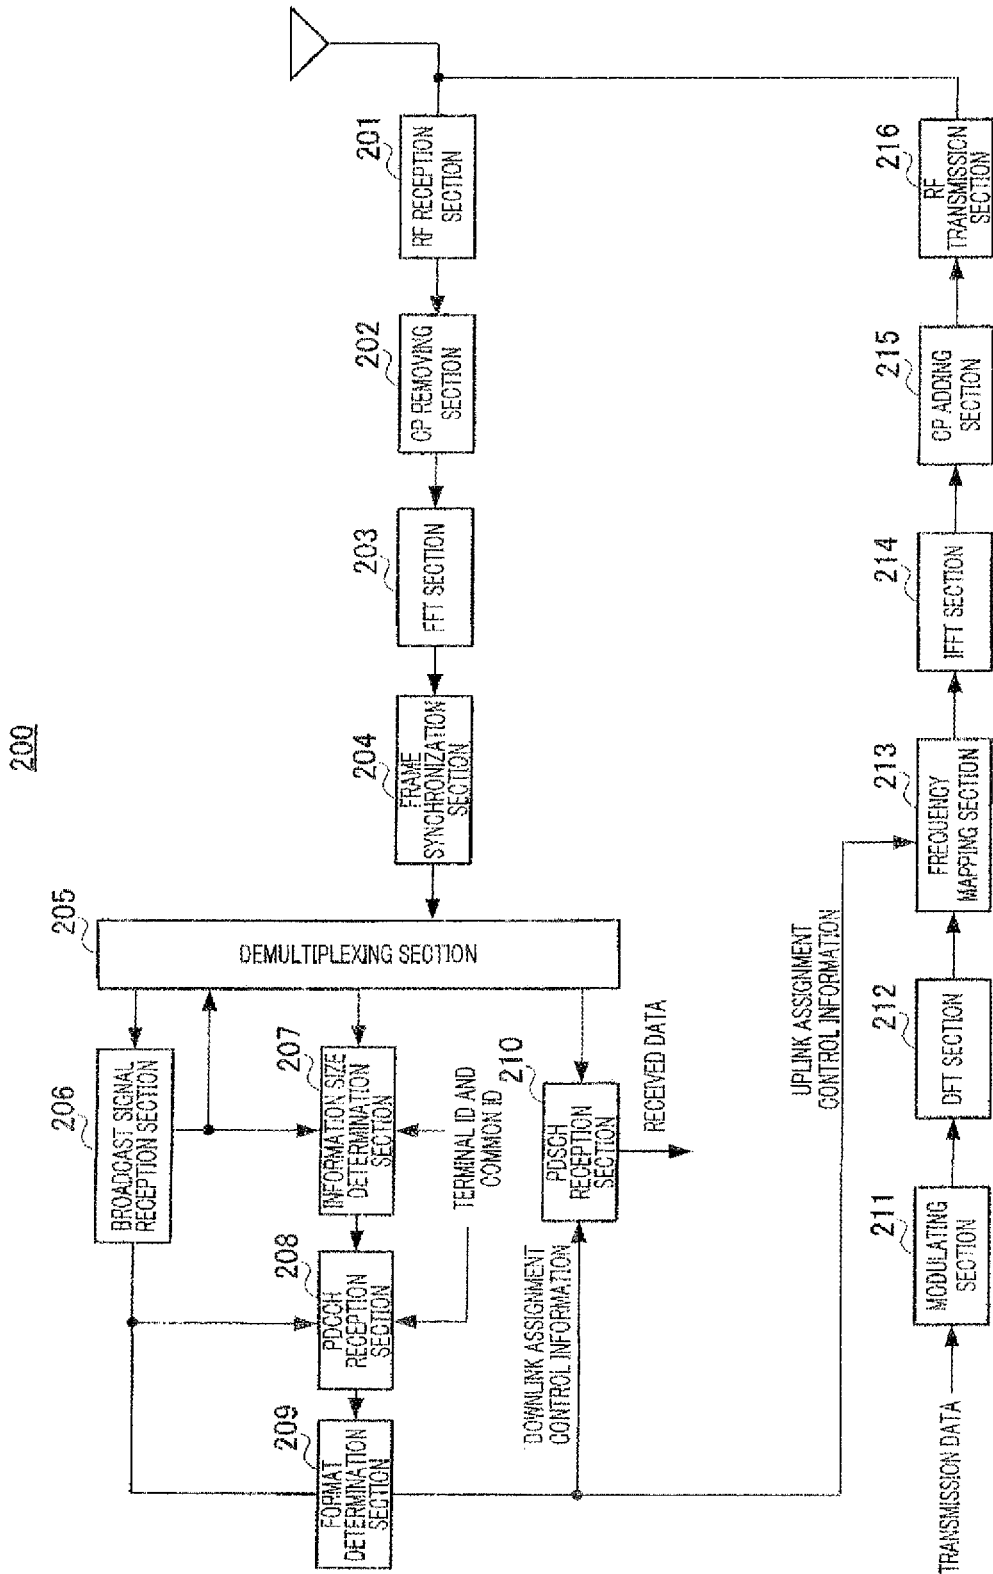 200
201
RF RECEPTION
SECTION
202
CP REMOVING
SECTION
203
FFT SECTION
204
FRAME
SYNCHRONIZATION
SECTION
205
DEMULTIPLEXING SECTION
206
BROADCAST SIGNAL
RECEPTION SECTION
207
INFORMATION SIZE
DETERMINATION
SECTION
TERMINAL ID AND
COMMON ID
208
PDCCH
RECEPTION
SECTION
209
FORMAT
DETERMINATION
SECTION
210
PDSCH
RECEPTION
SECTION
RECEIVED DATA
DOWNLINK ASSIGNMENT
CONTROL INFORMATION
UPLINK ASSIGNMENT
CONTROL INFORMATION
TRANSMISSION DATA
211
MODULATING
SECTION
212
DFT SECTION
213
FREQUENCY
MAPPING SECTION
214
IFFT SECTION
215
CP ADDING
SECTION
216
RF
TRANSMISSION
SECTION